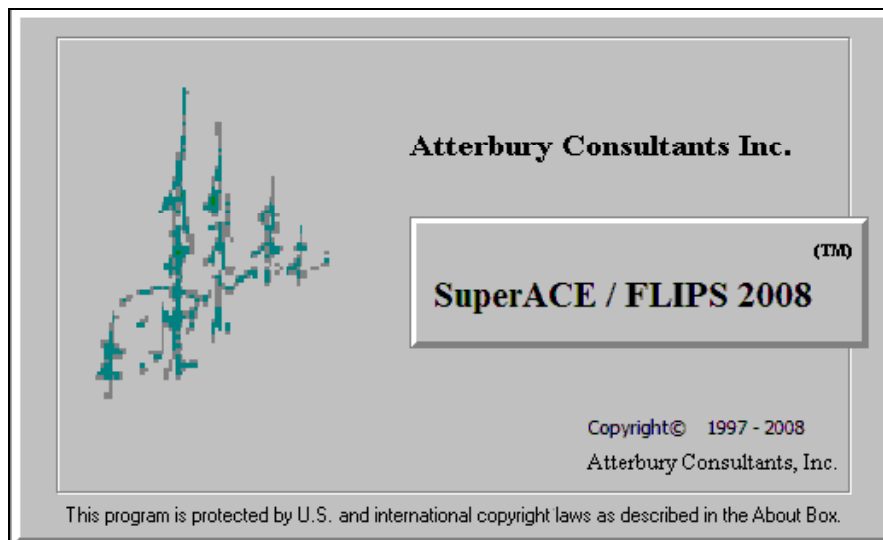 Atterbury Consultants Inc.
(TM)
SuperACE / FLIPS 2008
Copyright© 1997 - 2008
Atterbury Consultants, Inc.
This program is protected by U.S. and international copyright laws as described in the About Box.